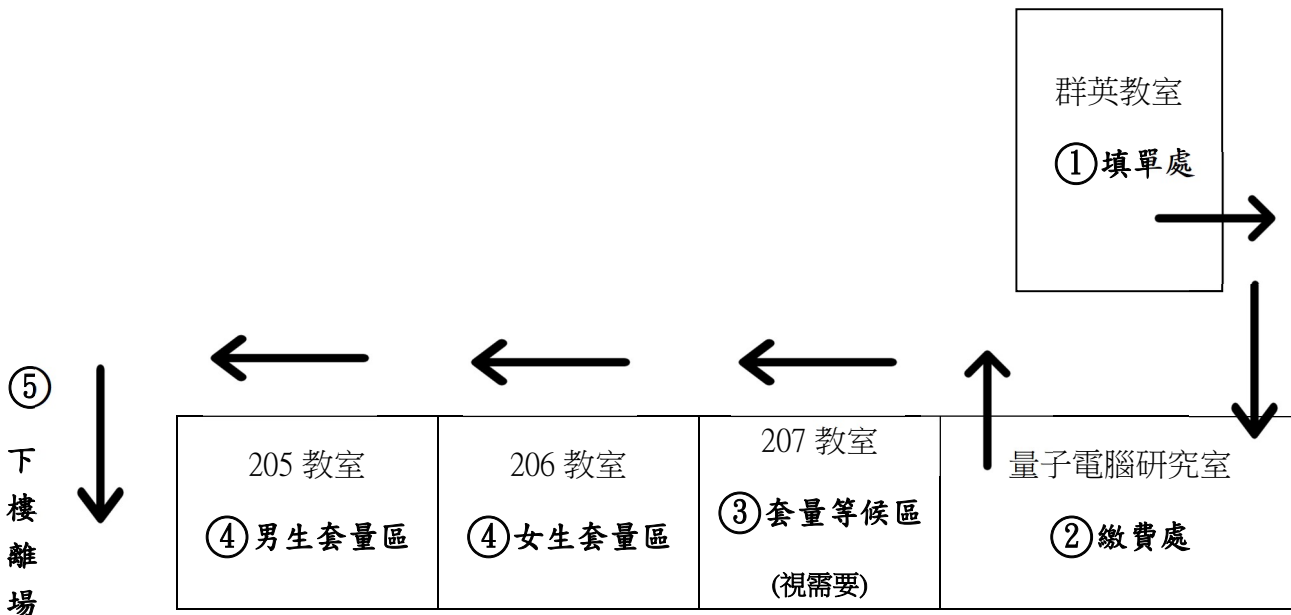 群英教室
①填單處
⑤
下
樓
離
場
205 教室
④男生套量區
206 教室
④女生套量區
207 教室
③套量等候區
(視需要)
量子電腦研究室
②繳費處